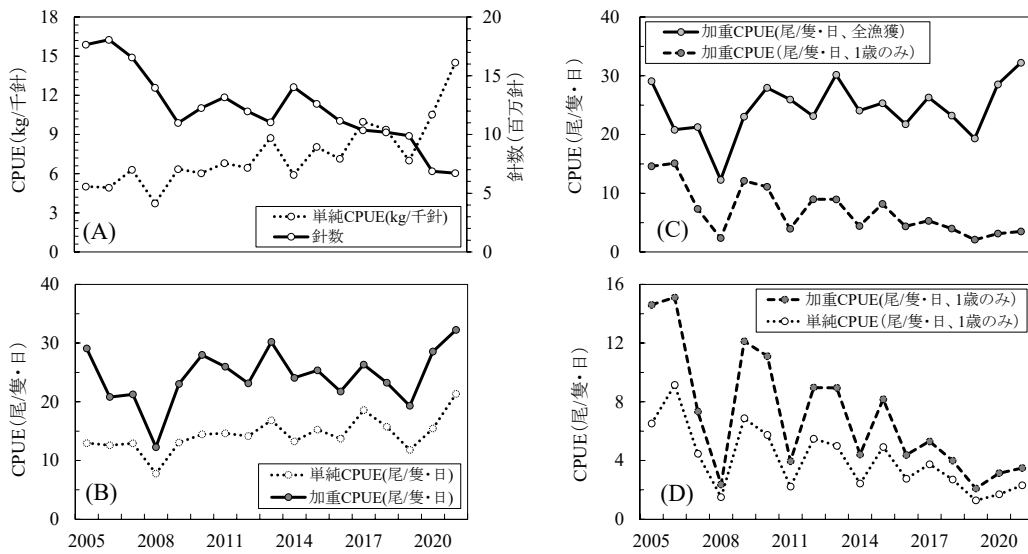 18
15
12
9
6
3
0
CPUE(kg/千針)
20
15
10
5
0
針数(百万針)
単純CPUE(kg/千針)
針数
(A)
40
30
20
10
0
CPUE(尾/隻・日)
単純CPUE(尾/隻・日)
加重CPUE(尾/隻・日)
(B)
2005 2008 2011 2014 2017 2020
40
30
20
10
0
CPUE(尾/隻・日)
加重CPUE(尾/隻・日、全漁獲)
加重CPUE(尾/隻・日、1歳のみ)
(C)
16
12
8
4
0
CPUE(尾/隻・日)
加重CPUE(尾/隻・日、1歳のみ)
単純CPUE(尾/隻・日、1歳のみ)
(D)
2005 2008 2011 2014 2017 2020